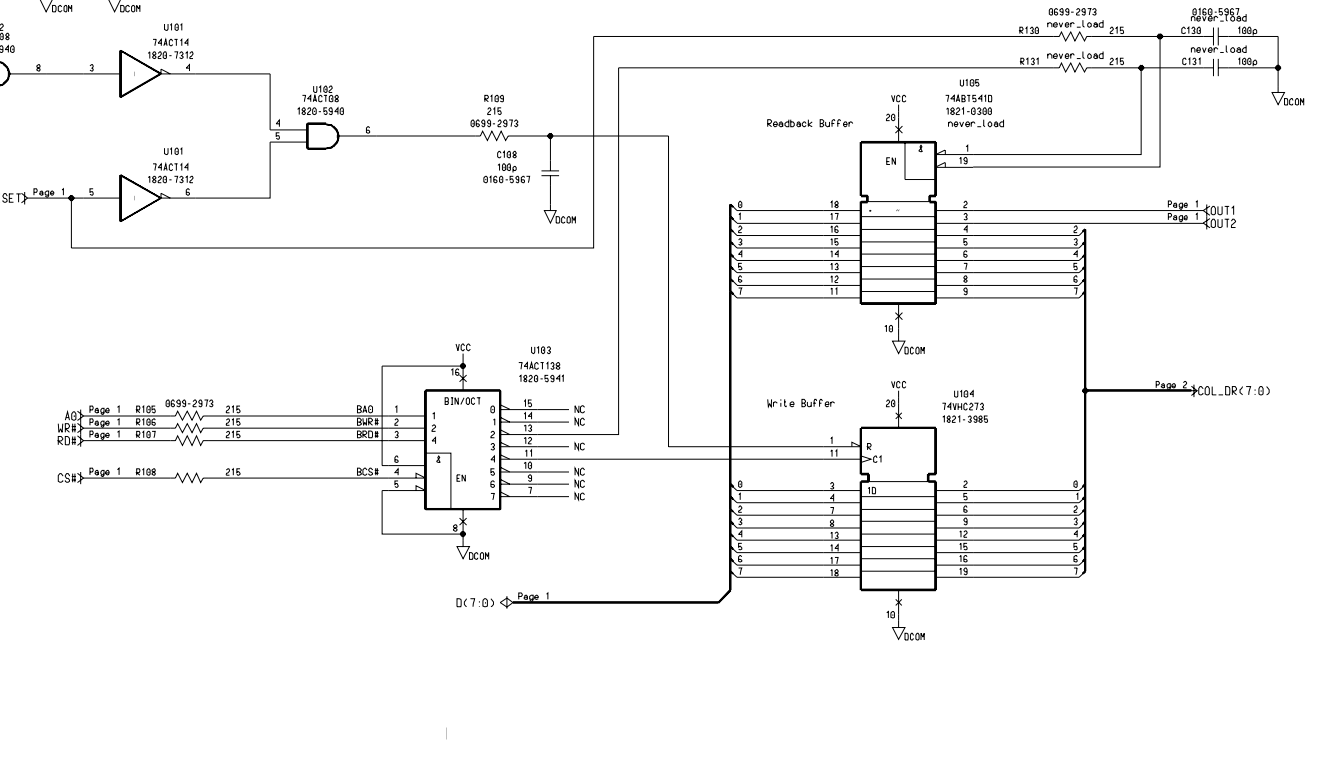 DCOM
DCOM
U101
74ACT14
1820-7312
8
3
4
U102
74ACT08
1820-5940
4
5
6
R109
215
0699-2973
C108
100p
0160-5967
DCOM
U101
74ACT14
1820-7312
SET
Page 1
5
6
0699-2973
never_load
R130
215
0160-5967
never_load
C130
100p
never_load
R131
215
never_load
C131
100p
DCOM
U105
74ABT541D
1821-0300
never_load
VCC
20
Readback Buffer
&
EN
1
19
0 18 2 Page 1 OUT1
1 17 3 Page 1 OUT2
2 16 4 2
3 15 5 3
4 14 6 4
5 13 7 5
6 12 8 6
7 11 9 7
10
DCOM
VCC
U103
74ACT138
1820-5941
16
BIN/OCT
0699-2973
A0 Page 1 R105 215 BA0 1 1
WR# Page 1 R106 215 BWR# 2 2
RD# Page 1 R107 215 BRD# 3 4
6
&
CS# Page 1 R108 215 BCS# 4
5
EN
0 15 NC
1 14 NC
2 13
3 12 NC
4 11
5 10 NC
6 9 NC
7 7 NC
8
DCOM
VCC
20
U104
74VHC273
1821-3985
Write Buffer
1 R
11 C1
Page 2 COL_DR(7:0)
0 3 1D 2 0
1 4 5 1
2 7 6 2
3 8 9 3
4 13 12 4
5 14 15 5
6 17 16 6
7 18 19 7
10
DCOM
D(7:0) Page 1